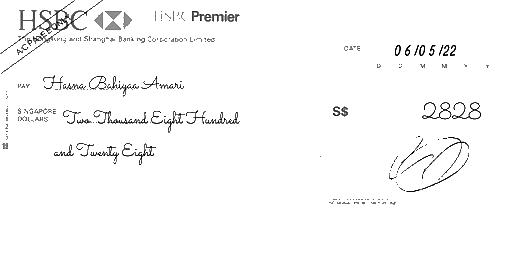 HSBC HSBC Premier
The Hongkong and Shanghai Banking Corporation Limited
A/C PAYEE ONLY
DATE 06/05/22
D D M M Y Y
PAY Hasna Bahiyaa Amari
SINGAPORE
DOLLARS Two Thousand Eight Hundred
S$ 2828
and Twenty Eight